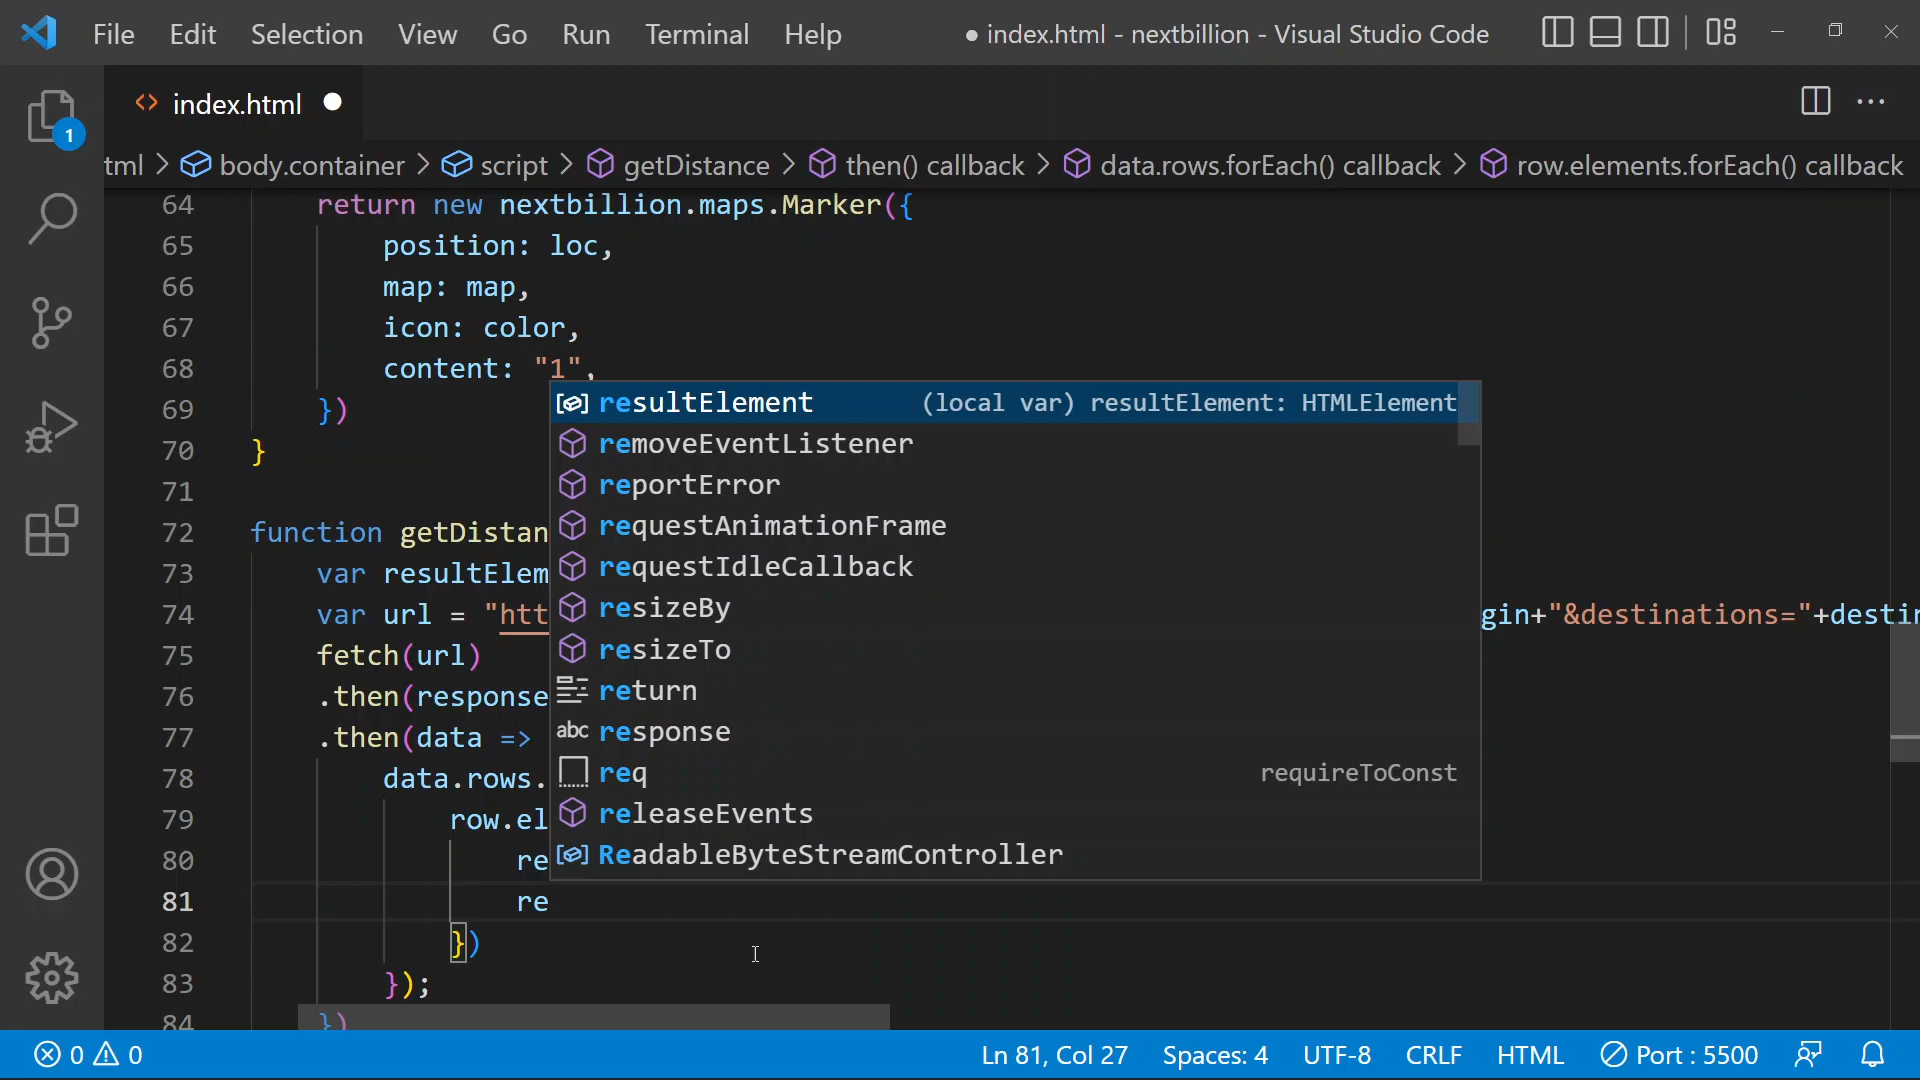 File Edit Selection View Go Run Terminal Help ● index.html - nextbillion - Visual Studio Code
index.html
1
tml > body.container > script > getDistance > then() callback > data.rows.forEach() callback > row.elements.forEach() callback
64 return new nextbillion.maps.Marker({
65 position: loc,
66 map: map,
67 icon: color,
68 content: "1",
69 })
70 }
71
72 function getDistan
73 var resultElem
74 var url = "htt gin+"&destinations="+destin
75 fetch(url)
76 .then(response
77 .then(data =>
78 data.rows.
79 row.el
80 re
81 re
82 })
83 });
84 })
resultElement (local var) resultElement: HTMLElement
removeEventListener
reportError
requestAnimationFrame
requestIdleCallback
resizeBy
resizeTo
return
abc response
req requireToConst
releaseEvents
ReadableByteStreamController
0 0 Ln 81, Col 27 Spaces: 4 UTF-8 CRLF HTML Port : 5500